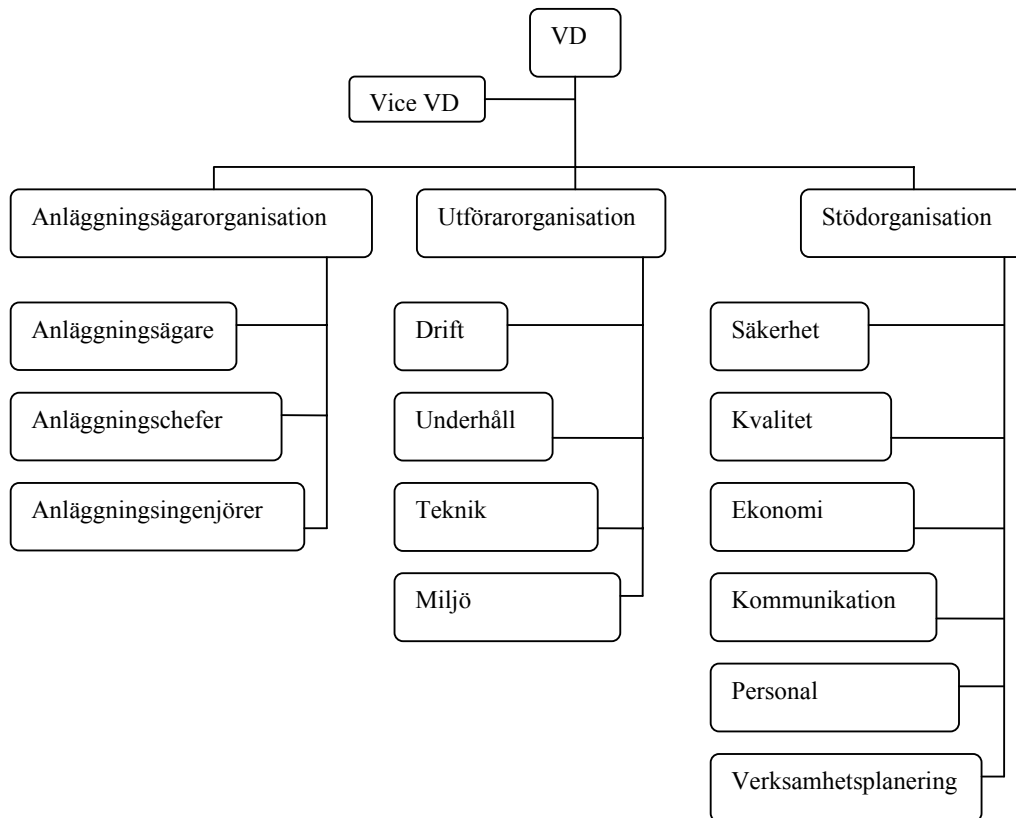 VD
Vice VD
Anläggningsägarorganisation
Utförarorganisation
Stödorganisation
Anläggningsägare
Anläggningschefer
Anläggningsingenjörer
Drift
Underhåll
Teknik
Miljö
Säkerhet
Kvalitet
Ekonomi
Kommunikation
Personal
Verksamhetsplanering